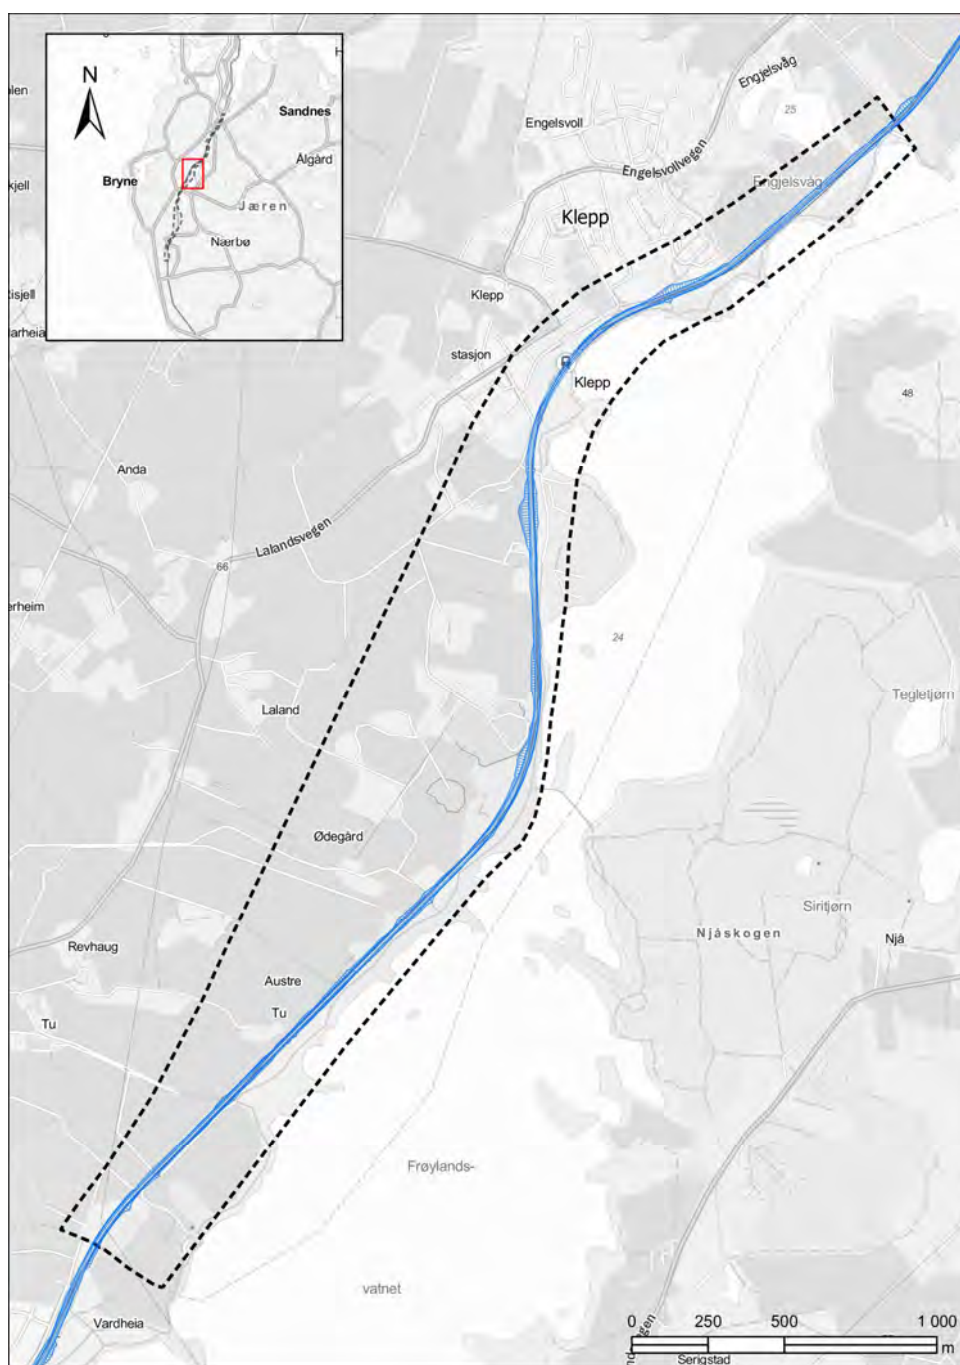 N
Sandnes
Ålgård
Bryne
Jæren
Nærbø
Engjelsvåg
25
Engelsvoll
Engelsvollvegen
Engjelsvåg
Klepp
Klepp
stasjon
Klepp
48
Anda
Lalandsvegen
66
erheim
24
Laland
Tegletjørn
Ødegård
Siritjørn
Njåskogen
Njå
Revhaug
Austre
Tu
Tu
Frøylands-
vatnet
Vardheia
0 250 500 1 000
m
Serigstad